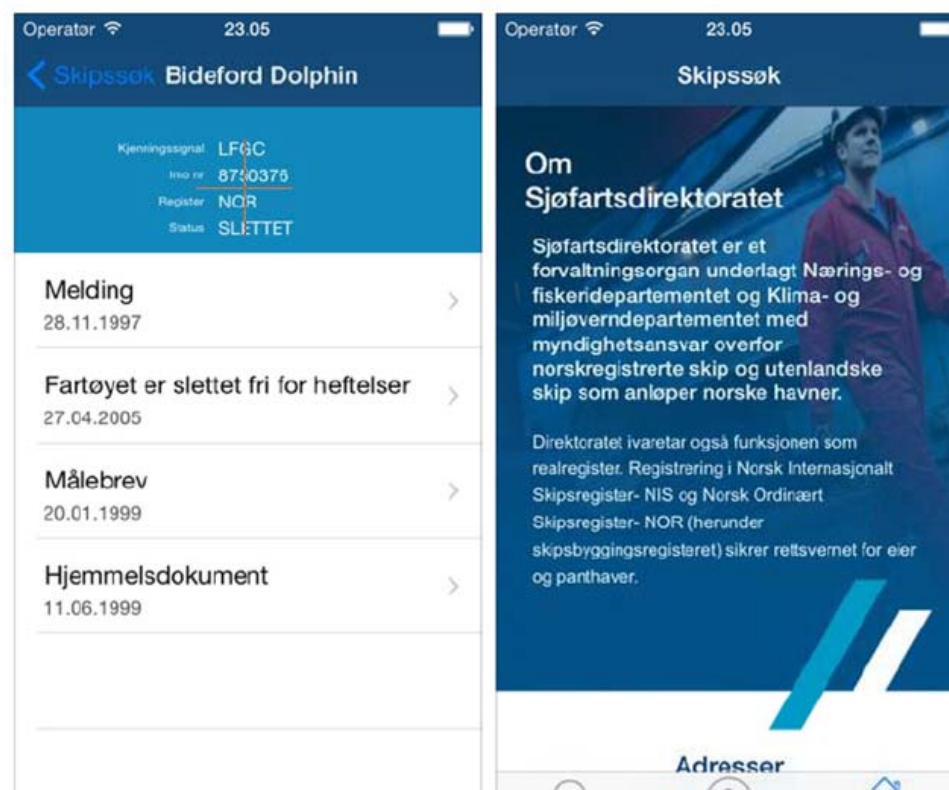 Operatør 23.05
Skipssøk Bideford Dolphin
Kjenningssignal LFGC
Imo nr 8750376
Register NOR
Status SLETTET
Melding
28.11.1997
Fartøyet er slettet fri for heftelser
27.04.2005
Målebrev
20.01.1999
Hjemmelsdokument
11.06.1999
Operatør 23.05
Skipssøk
Om
Sjøfartsdirektoratet
Sjøfartsdirektoratet er et
forvaltningsorgan underlagt Nærings- og
fiskeridepartementet og Klima- og
miljøverndepartementet med
myndighetsansvar overfor
norskregistrerte skip og utenlandske
skip som anløper norske havner.
Direktoratet ivaretar også funksjonen som
realregister. Registrering i Norsk Internasjonalt
Skipsregister- NIS og Norsk Ordinært
Skipsregister- NOR (herunder
skipsbyggingsregisteret) sikrer rettsvernet for eier
og panthaver.
Adresser